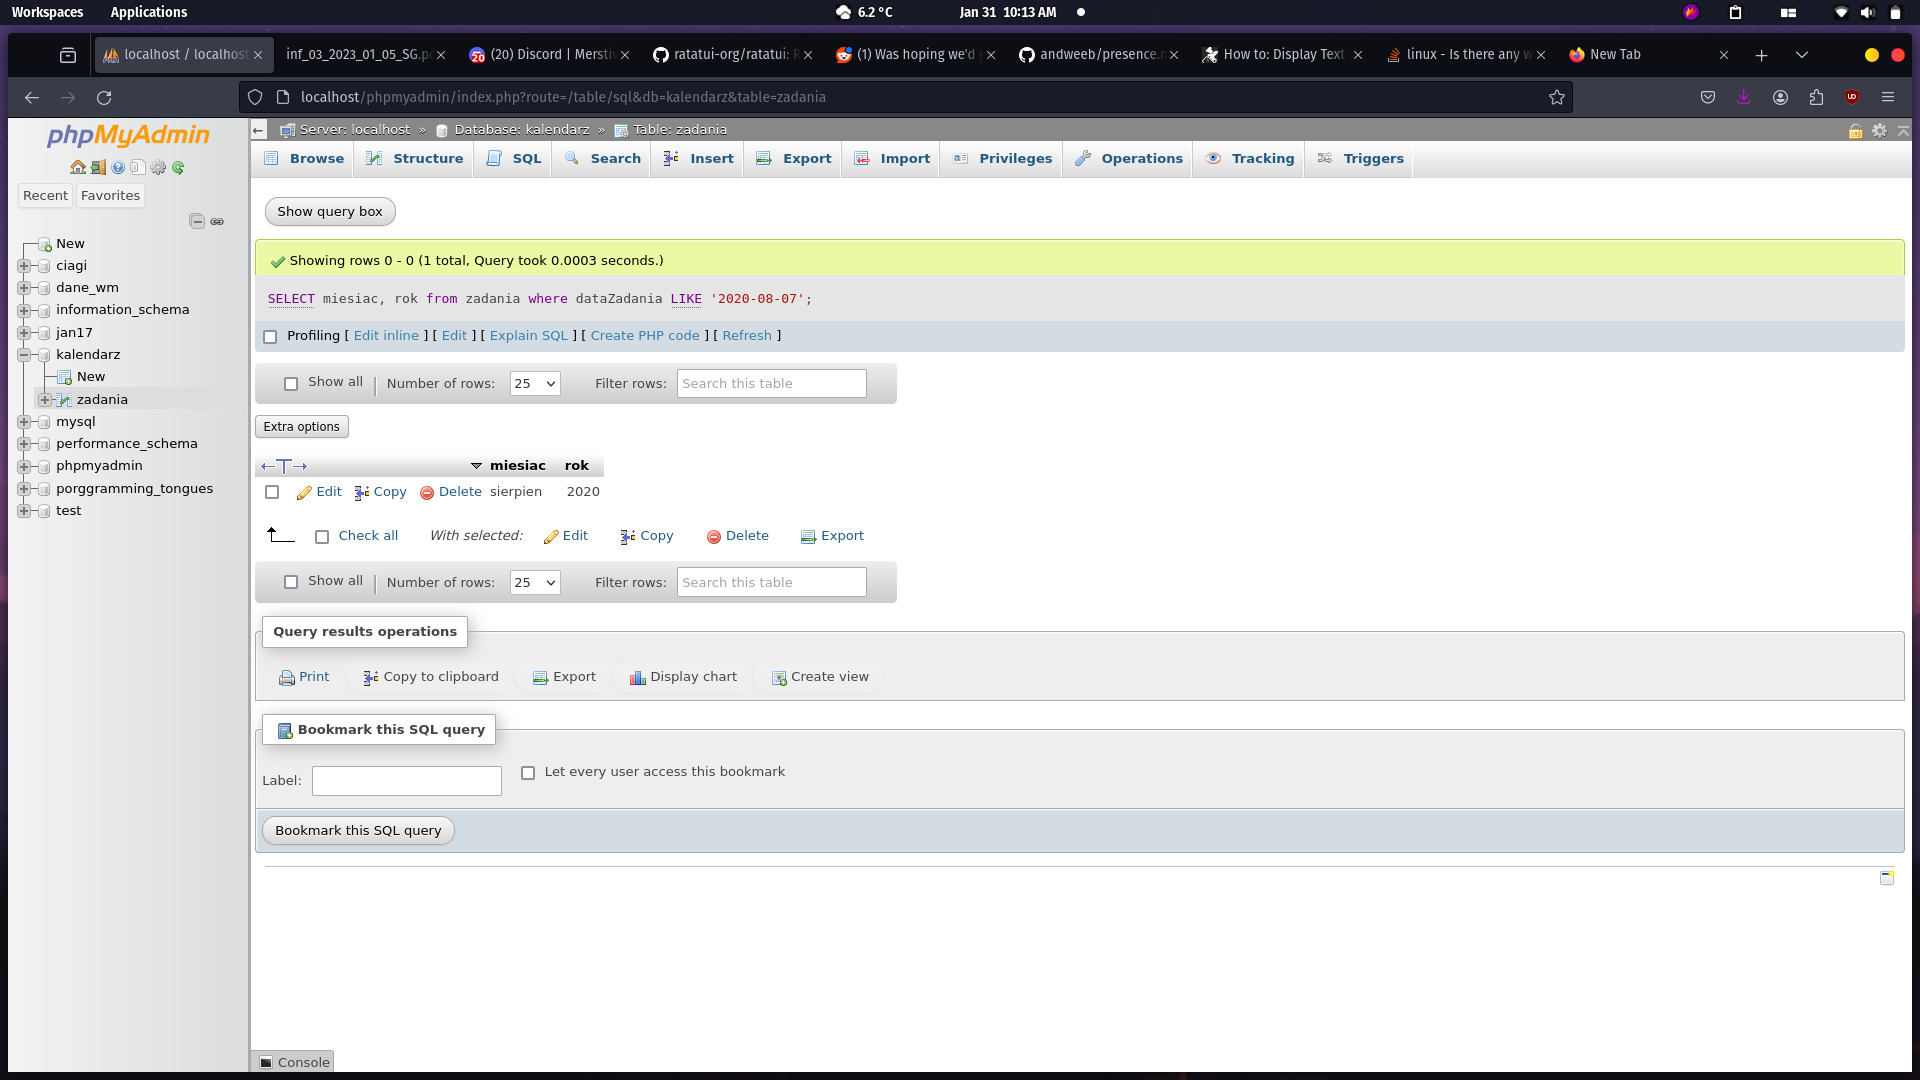 Workspaces Applications 6.2 °C Jan 31 10:13 AM
localhost / localhos inf_03_2023_01_05_SG.p (20) Discord | Mersti ratatui-org/ratatui: R (1) Was hoping we'd andweeb/presence. How to: Display Text linux - Is there any w New Tab
localhost/phpmyadmin/index.php?route=/table/sql&db=kalendarz&table=zadania
phpMyAdmin
Recent Favorites
New
ciagi
dane_wm
information_schema
jan17
kalendarz
New
zadania
mysql
performance_schema
phpmyadmin
porggramming_tongues
test
Server: localhost » Database: kalendarz » Table: zadania
Browse Structure SQL Search Insert Export Import Privileges Operations Tracking Triggers
Show query box
Showing rows 0 - 0 (1 total, Query took 0.0003 seconds.)
SELECT miesiac, rok from zadania where dataZadania LIKE '2020-08-07';
Profiling [ Edit inline ] [ Edit ] [ Explain SQL ] [ Create PHP code ] [ Refresh ]
Show all Number of rows: 25 Filter rows: Search this table
Extra options
miesiac rok
Edit Copy Delete sierpien 2020
Check all With selected: Edit Copy Delete Export
Show all Number of rows: 25 Filter rows: Search this table
Query results operations
Print Copy to clipboard Export Display chart Create view
Bookmark this SQL query
Label: Let every user access this bookmark
Bookmark this SQL query
Console